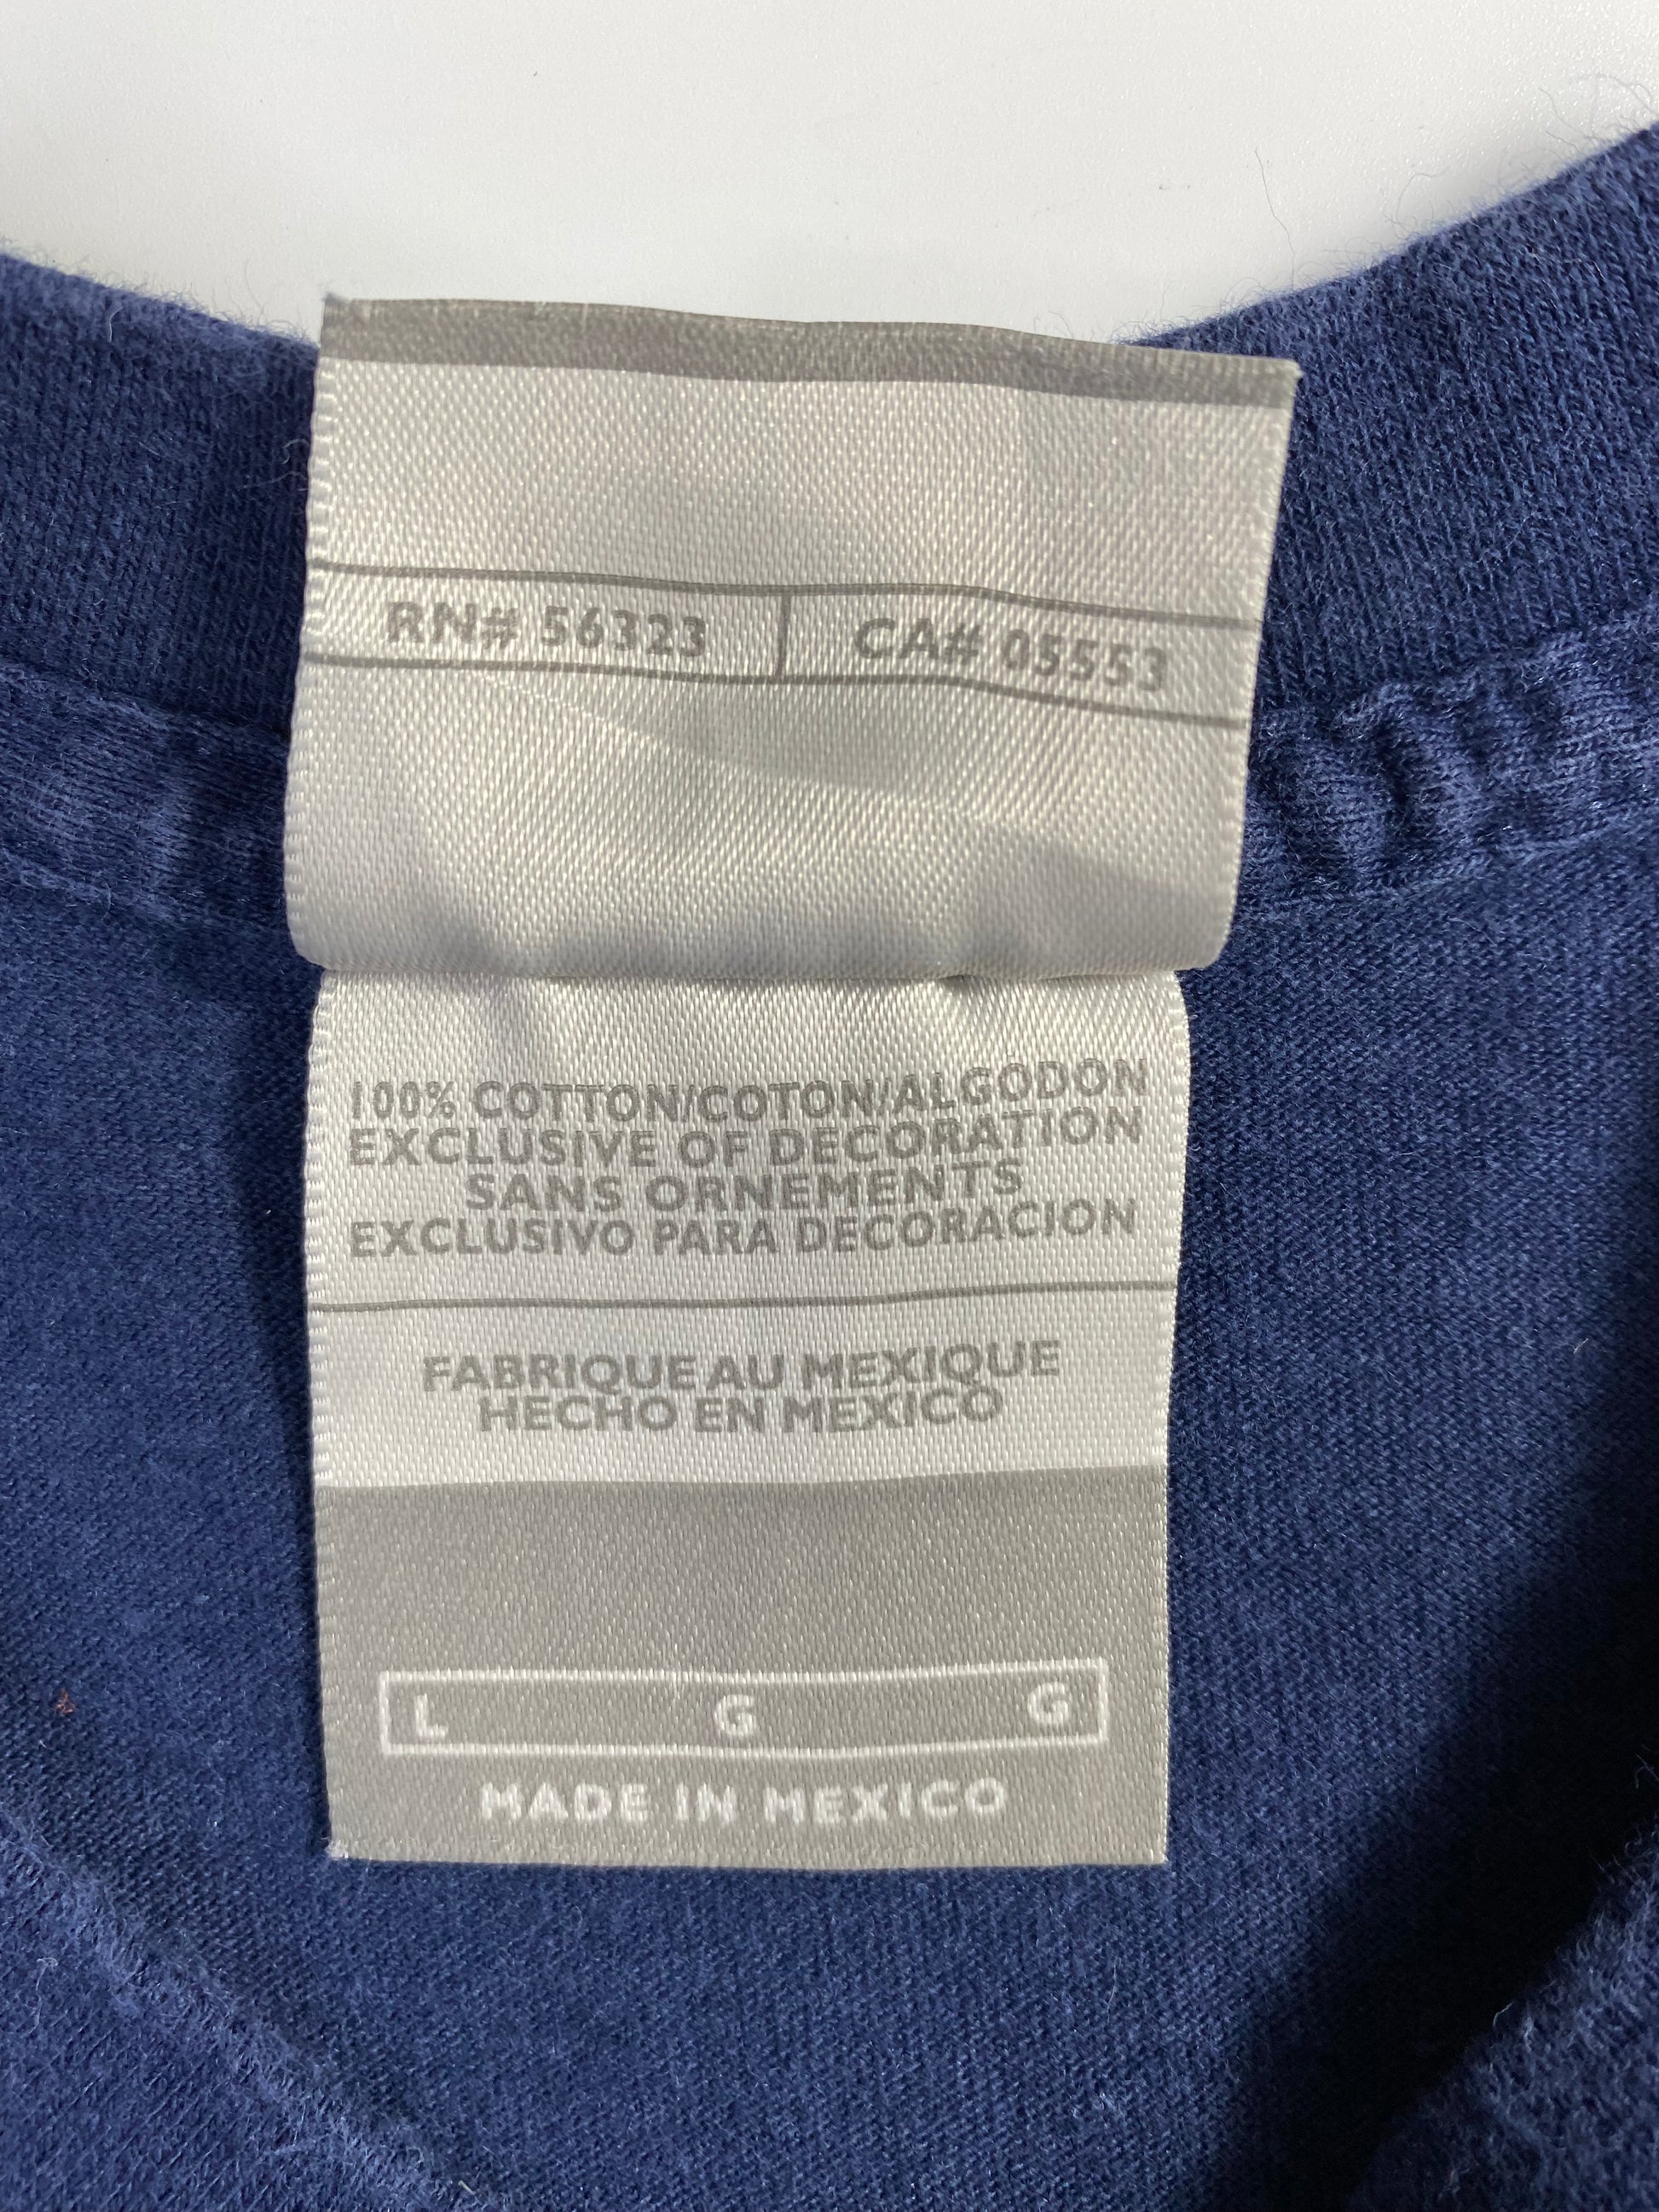 RN# 56323 CA# 05553
100% COTTON/COTON/ALGODON
EXCLUSIVE OF DECORATION
SANS ORNEMENTS
EXCLUSIVO PARA DECORACION
FABRIQUE AU MEXIQUE
HECHO EN MEXICO
L G G
MADE IN MEXICO